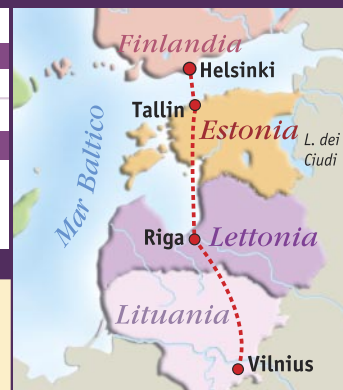 Finlandia
Helsinki
Tallin
Estonia
L. dei
Ciudi
Mar Baltico
Riga
Lettonia
Lituania
Vilnius